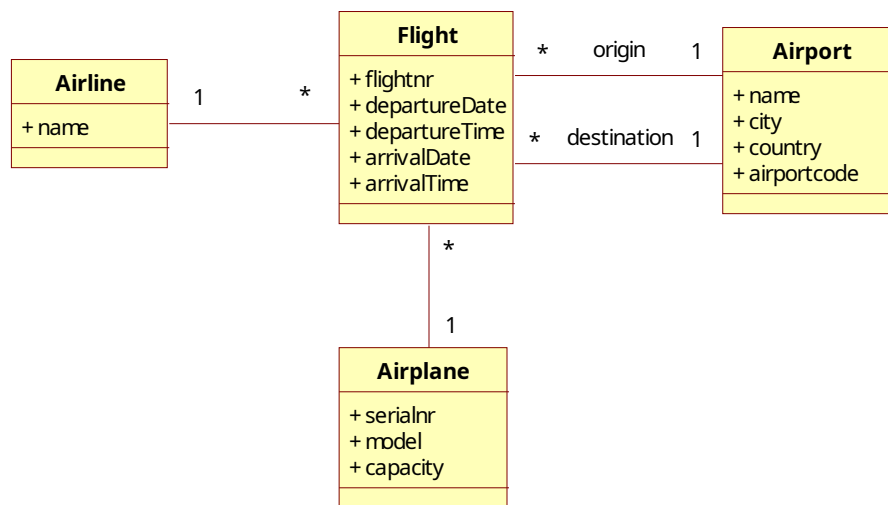 Airline
+ name
1
*
Flight
+ flightnr
+ departureDate
+ departureTime
+ arrivalDate
+ arrivalTime
* origin 1
* destination 1
Airport
+ name
+ city
+ country
+ airportcode
*
1
Airplane
+ serialnr
+ model
+ capacity